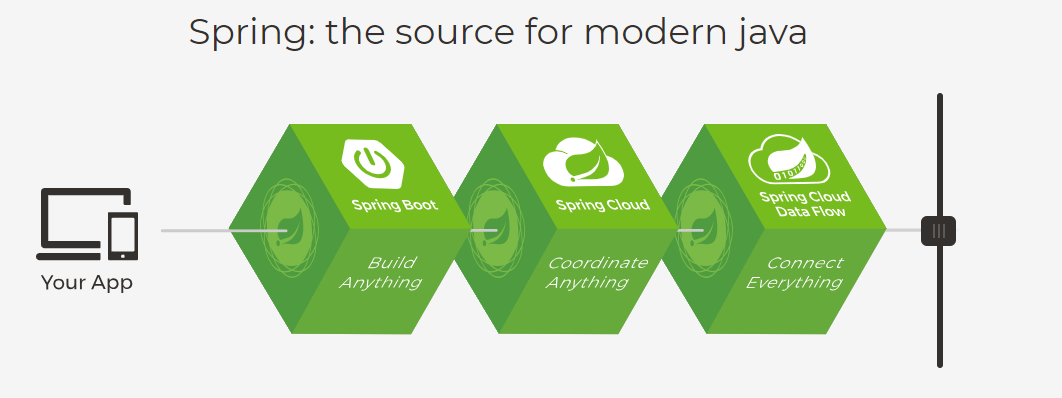 Spring: the source for modern java
Your App
Spring Boot
Build
Anything
Spring Cloud
Coordinate
Anything
Spring Cloud
Data Flow
Connect
Everything